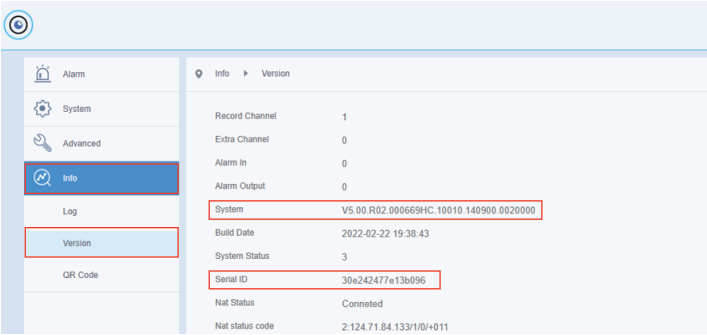 Alarm
System
Advanced
Info
Log
Version
QR Code
Info Version
Record Channel 1
Extra Channel 0
Alarm In 0
Alarm Output 0
System V5.00.R02.000669HC.10010.140900.0020000
Build Date 2022-02-22 19:38:43
System Status 3
Serial ID 30e242477e13b096
Nat Status Conneted
Nat status code 2:124.71.84.133/1/0/+011